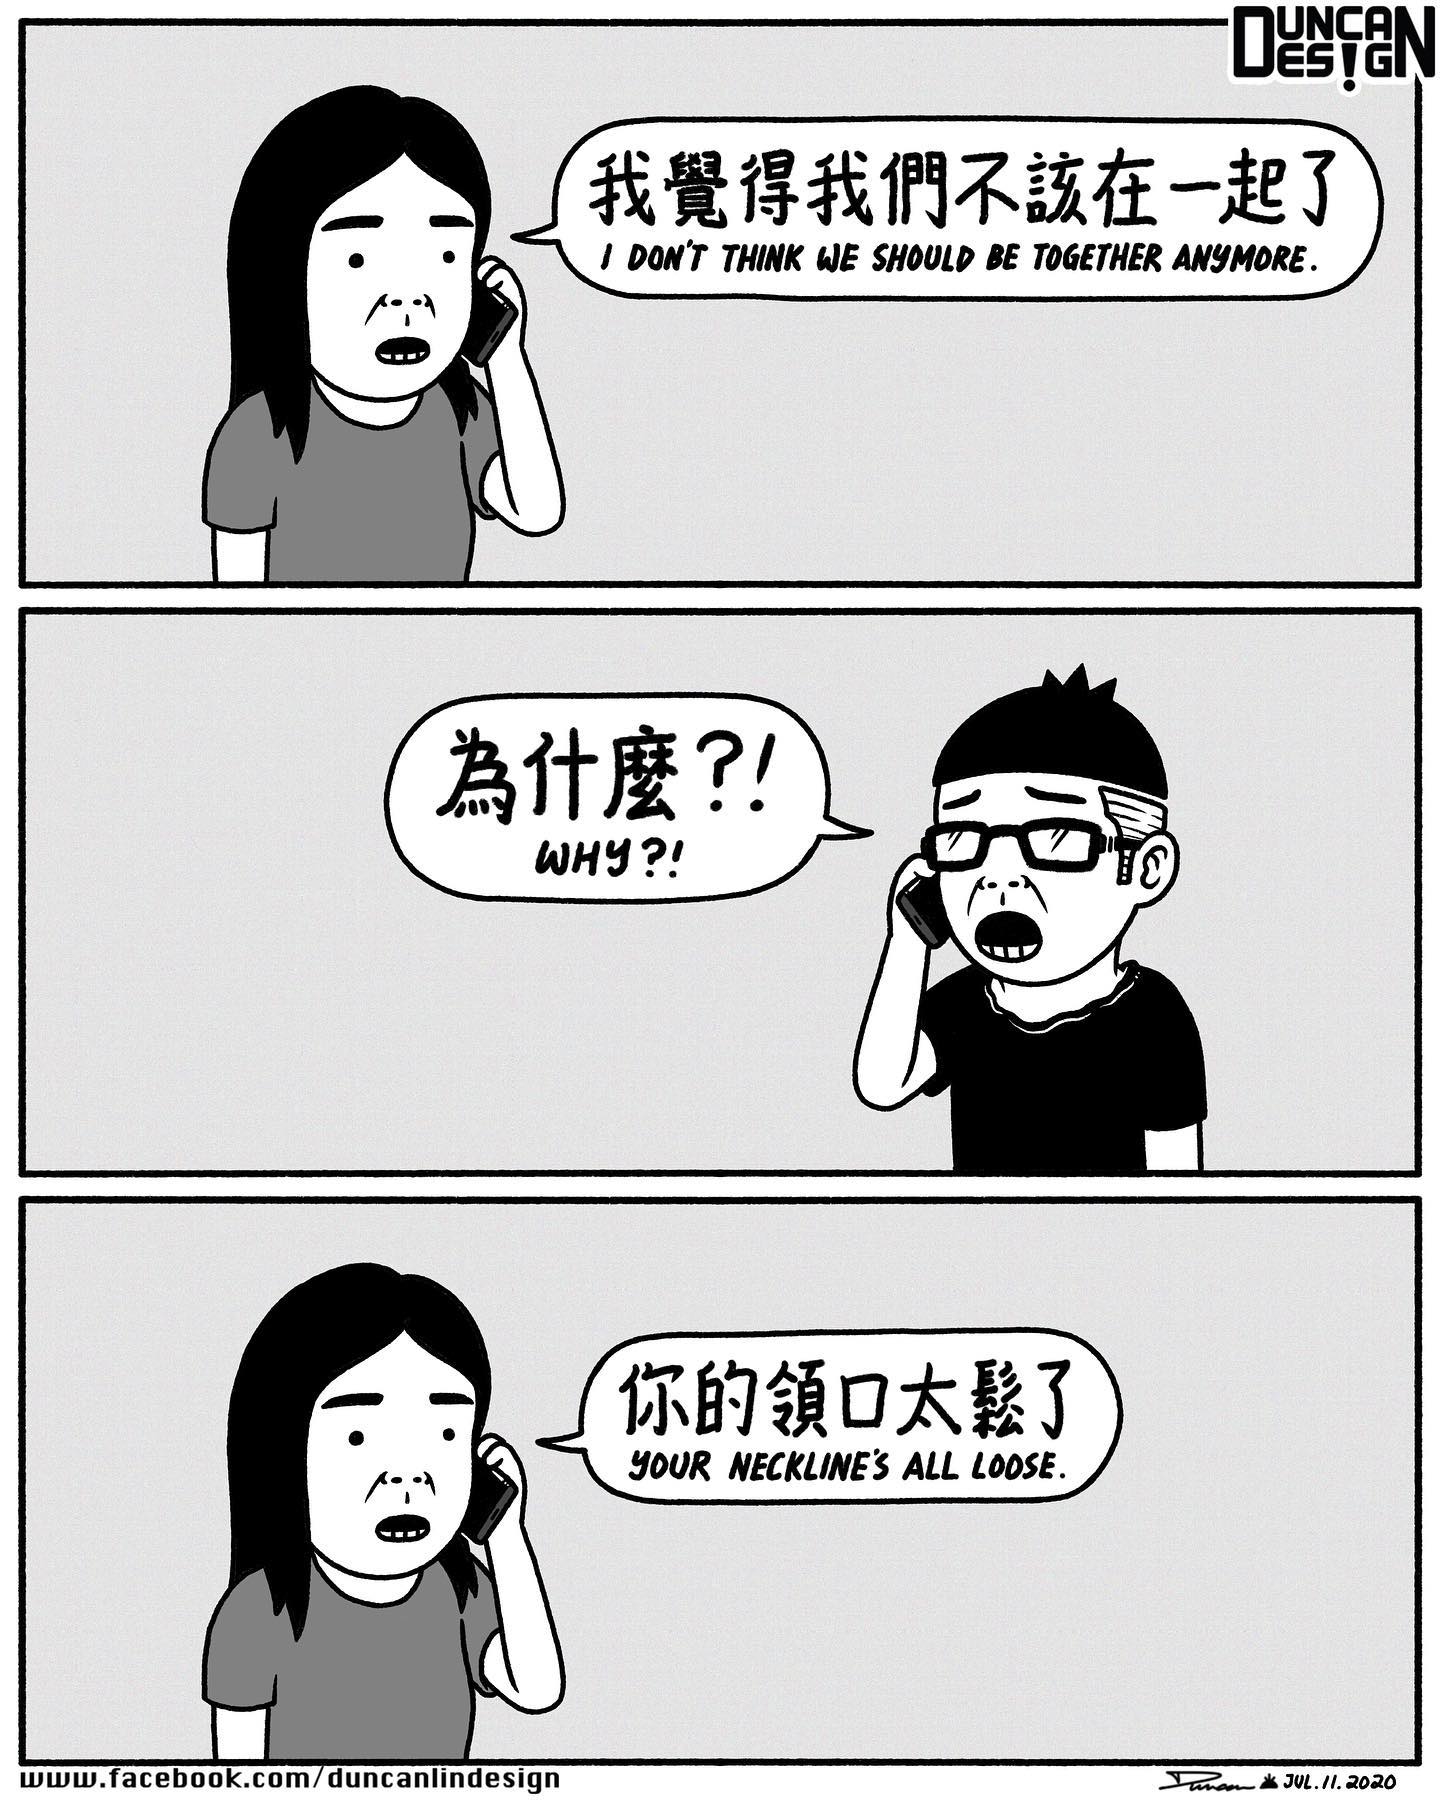 DUNCAN
DES!GN
我覺得我們不該在一起了
I DON'T THINK WE SHOULD BE TOGETHER ANYMORE.
為什麼?!
WHY?!
你的領口太鬆了
YOUR NECKLINE'S ALL LOOSE.
www.facebook.com/duncanlindesign
Duncan JUL.11.2020